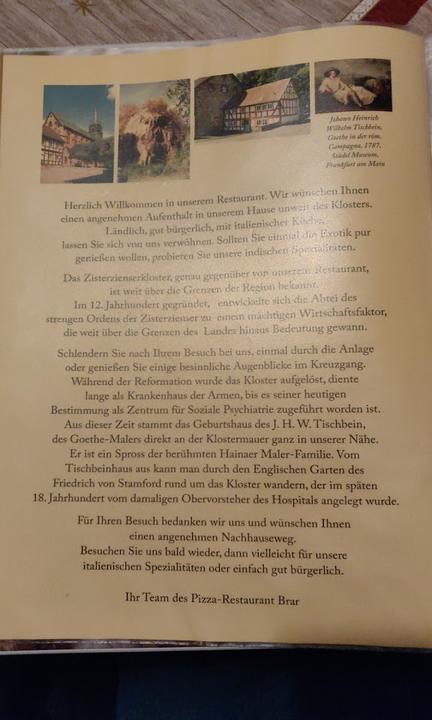 Johann Heinrich
Wilhelm Tischbein,
Goethe in der röm.
Campagna, 1787,
Städel Museum,
Frankfurt am Main
Herzlich Willkommen in unserem Restaurant. Wir wünschen Ihnen
einen angenehmen Aufenthalt in unserem Hause unweit des Klosters.
Ländlich, gut bürgerlich, mit italienischer Küche,
lassen Sie sich von uns verwöhnen. Sollten Sie einmal die Exotik pur
genießen wollen, probieren Sie unsere indischen Spezialitäten.
Das Zisterzienserkloster, genau gegenüber von unserem Restaurant,
ist weit über die Grenzen der Region bekannt.
Im 12. Jahrhundert gegründet, entwickelte sich die Abtei des
strengen Ordens der Zisterzienser zu einem mächtigen Wirtschaftsfaktor,
die weit über die Grenzen des Landes hinaus Bedeutung gewann.
Schlendern Sie nach Ihrem Besuch bei uns, einmal durch die Anlage
oder genießen Sie einige besinnliche Augenblicke im Kreuzgang.
Während der Reformation wurde das Kloster aufgelöst, diente
lange als Krankenhaus der Armen, bis es seiner heutigen
Bestimmung als Zentrum für Soziale Psychiatrie zugeführt worden ist.
Aus dieser Zeit stammt das Geburtshaus des J. H. W. Tischbein,
des Goethe-Malers direkt an der Klostermauer ganz in unserer Nähe.
Er ist ein Spross der berühmten Hainaer Maler-Familie. Vom
Tischbeinhaus aus kann man durch den Englischen Garten des
Friedrich von Stamford rund um das Kloster wandern, der im späten
18. Jahrhundert vom damaligen Obervorsteher des Hospitals angelegt wurde.
Für Ihren Besuch bedanken wir uns und wünschen Ihnen
einen angenehmen Nachhauseweg.
Besuchen Sie uns bald wieder, dann vielleicht für unsere
italienischen Spezialitäten oder einfach gut bürgerlich.
Ihr Team des Pizza-Restaurant Brar